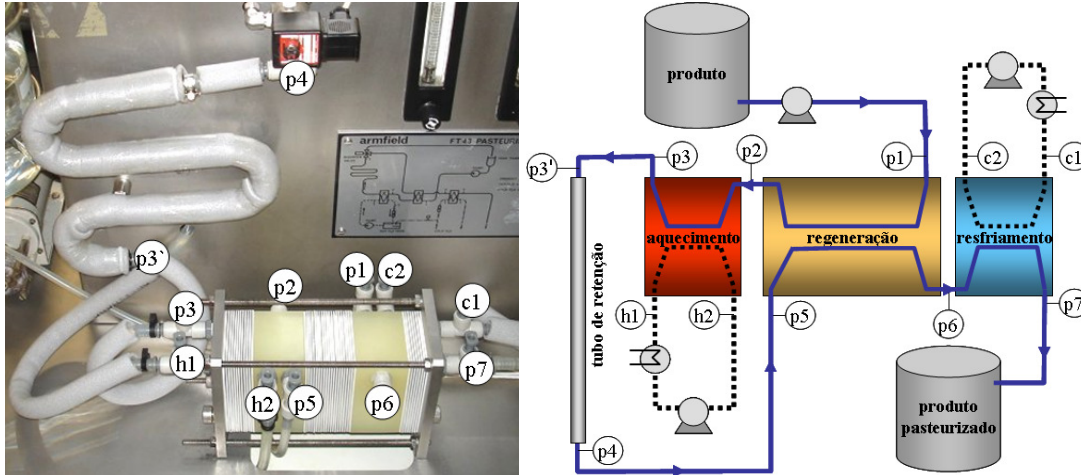 p4
armfield
FT43 PASTEURI
p3`
p1
c2
p2
p3
c1
h1
p7
h2
p5
p6
produto
p3'
p3
p2
p1
c2
c1
aquecimento
regeneração
resfriamento
tubo de retenção
h1
h2
p5
p6
p7
p4
produto
pasteurizado